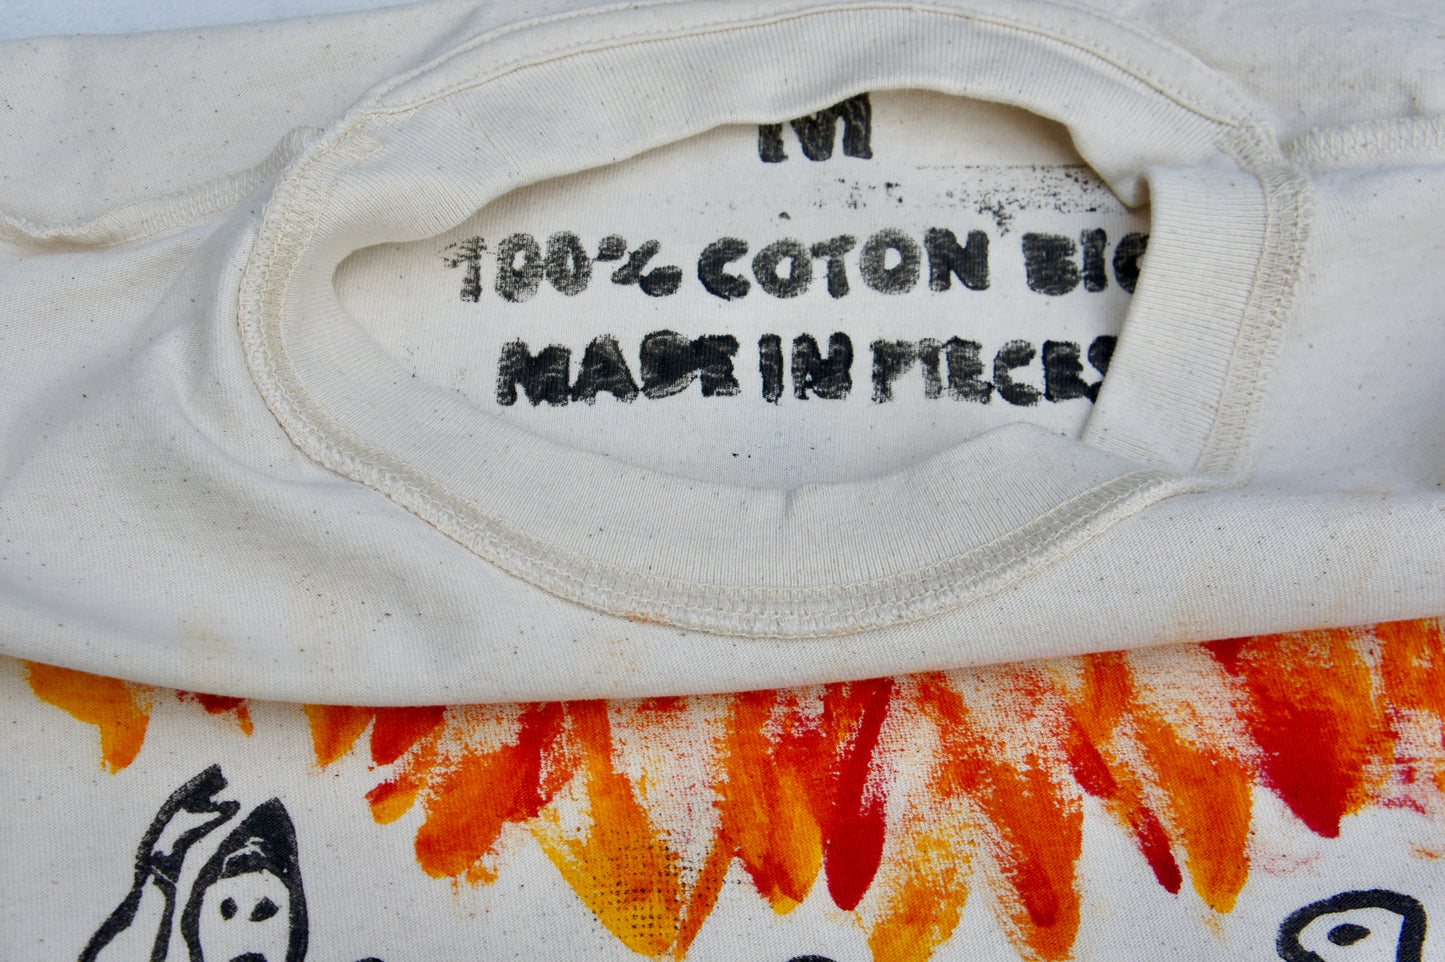 M
100% COTON BIO
MADE IN PIECES